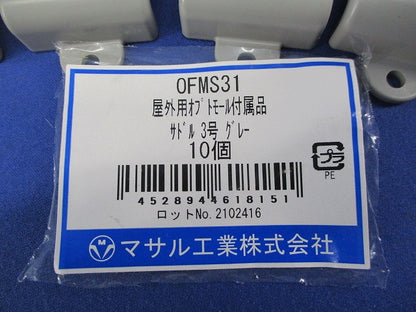 OFMS31
屋外用ｵﾌﾟﾄﾓｰﾙ付属品
ｻﾄﾞﾙ 3号 ｸﾞﾚｰ
10個
4528944618151
ロットNo.2102416
プラ
PE
M
マサル工業株式会社